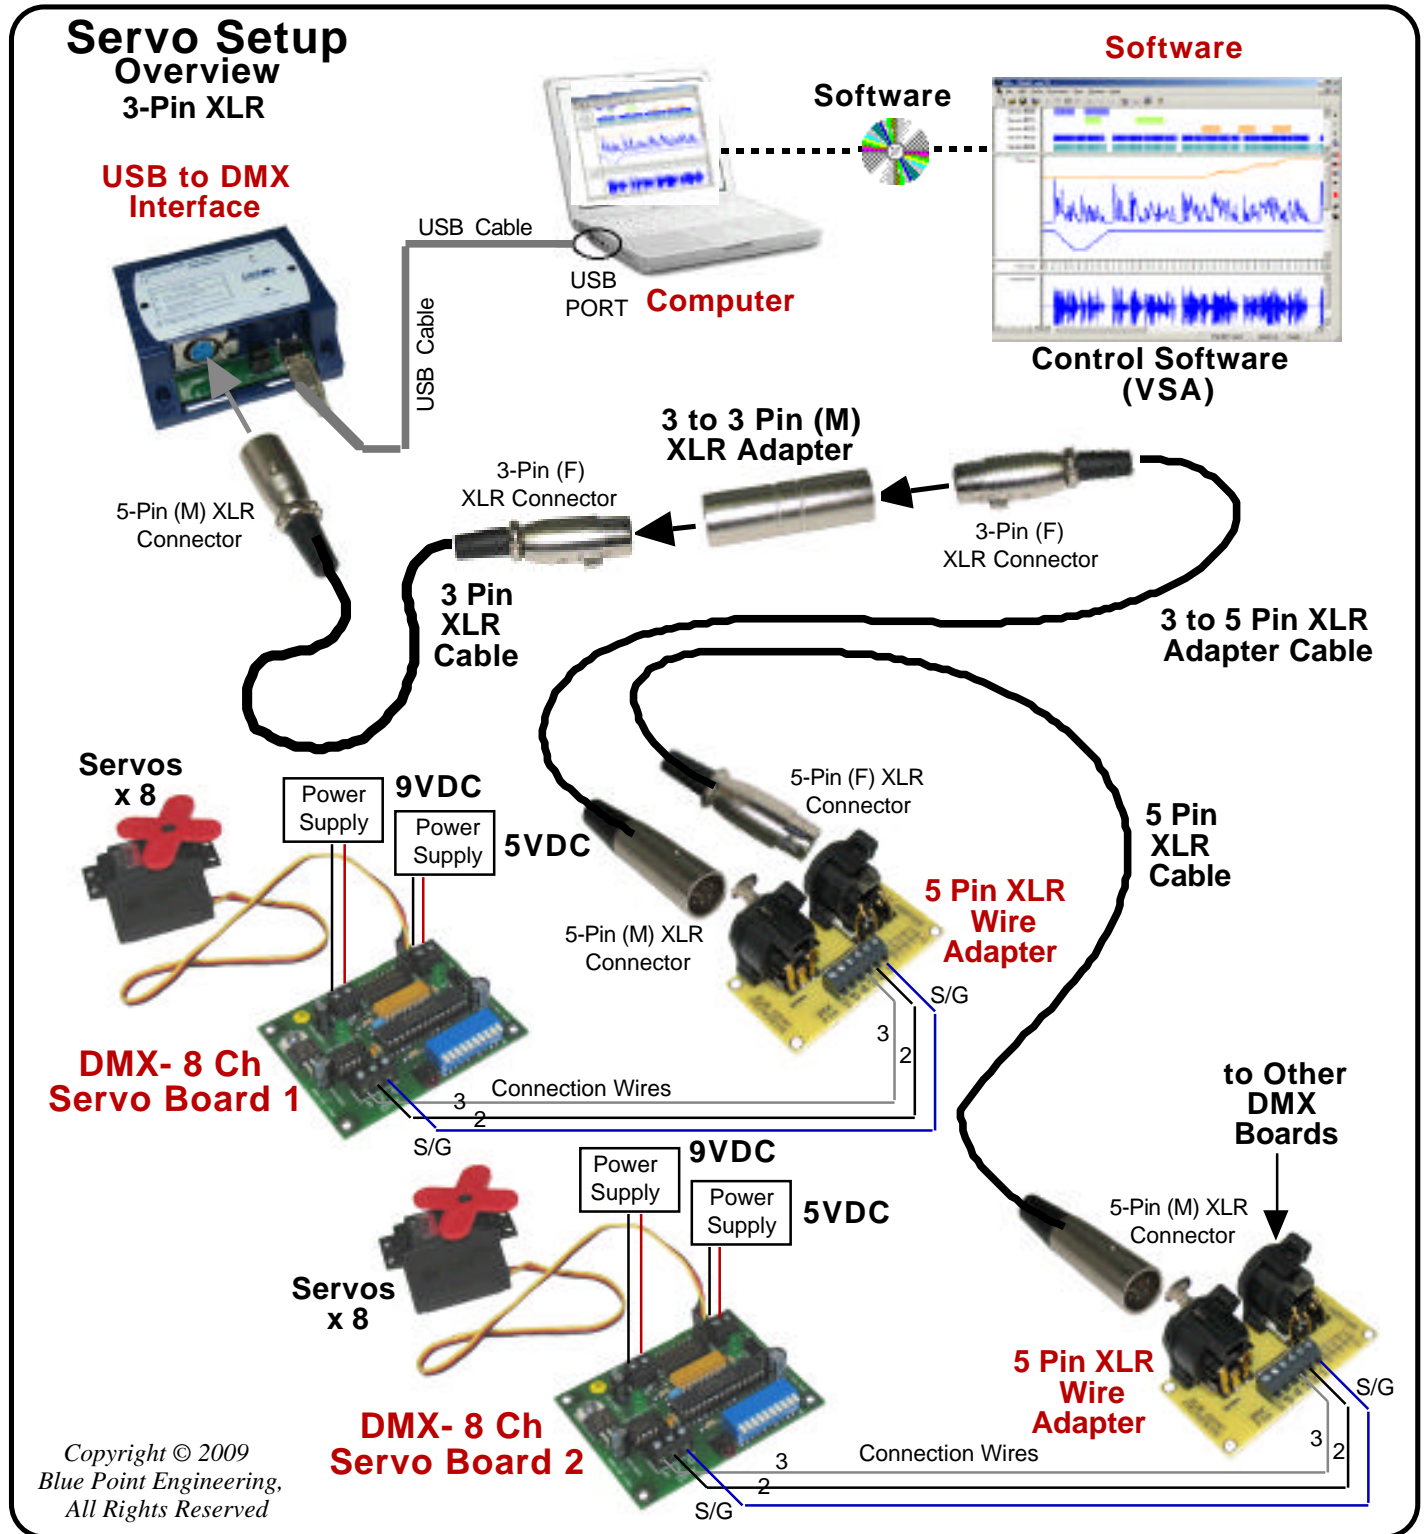 Servo Setup
Overview
3-Pin XLR
Software
Software
USB to DMX
Interface
USB Cable
USB Cable
USB
PORT
Computer
Control Software
(VSA)
3 to 3 Pin (M)
XLR Adapter
3-Pin (F)
XLR Connector
5-Pin (M) XLR
Connector
3-Pin (F)
XLR Connector
3 Pin
XLR
Cable
3 to 5 Pin XLR
Adapter Cable
Servos
x 8
Power
Supply
9VDC
Power
Supply
5VDC
5-Pin (F) XLR
Connector
5 Pin
XLR
Cable
5 Pin XLR
Wire
Adapter
5-Pin (M) XLR
Connector
S/G
3
2
DMX- 8 Ch
Servo Board 1
Connection Wires
3
2
S/G
to Other
DMX
Boards
Power
Supply
9VDC
Power
Supply
5VDC
5-Pin (M) XLR
Connector
Servos
x 8
5 Pin XLR
Wire
Adapter
S/G
3
2
DMX- 8 Ch
Servo Board 2
Connection Wires
3
2
S/G
Copyright © 2009
Blue Point Engineering,
All Rights Reserved